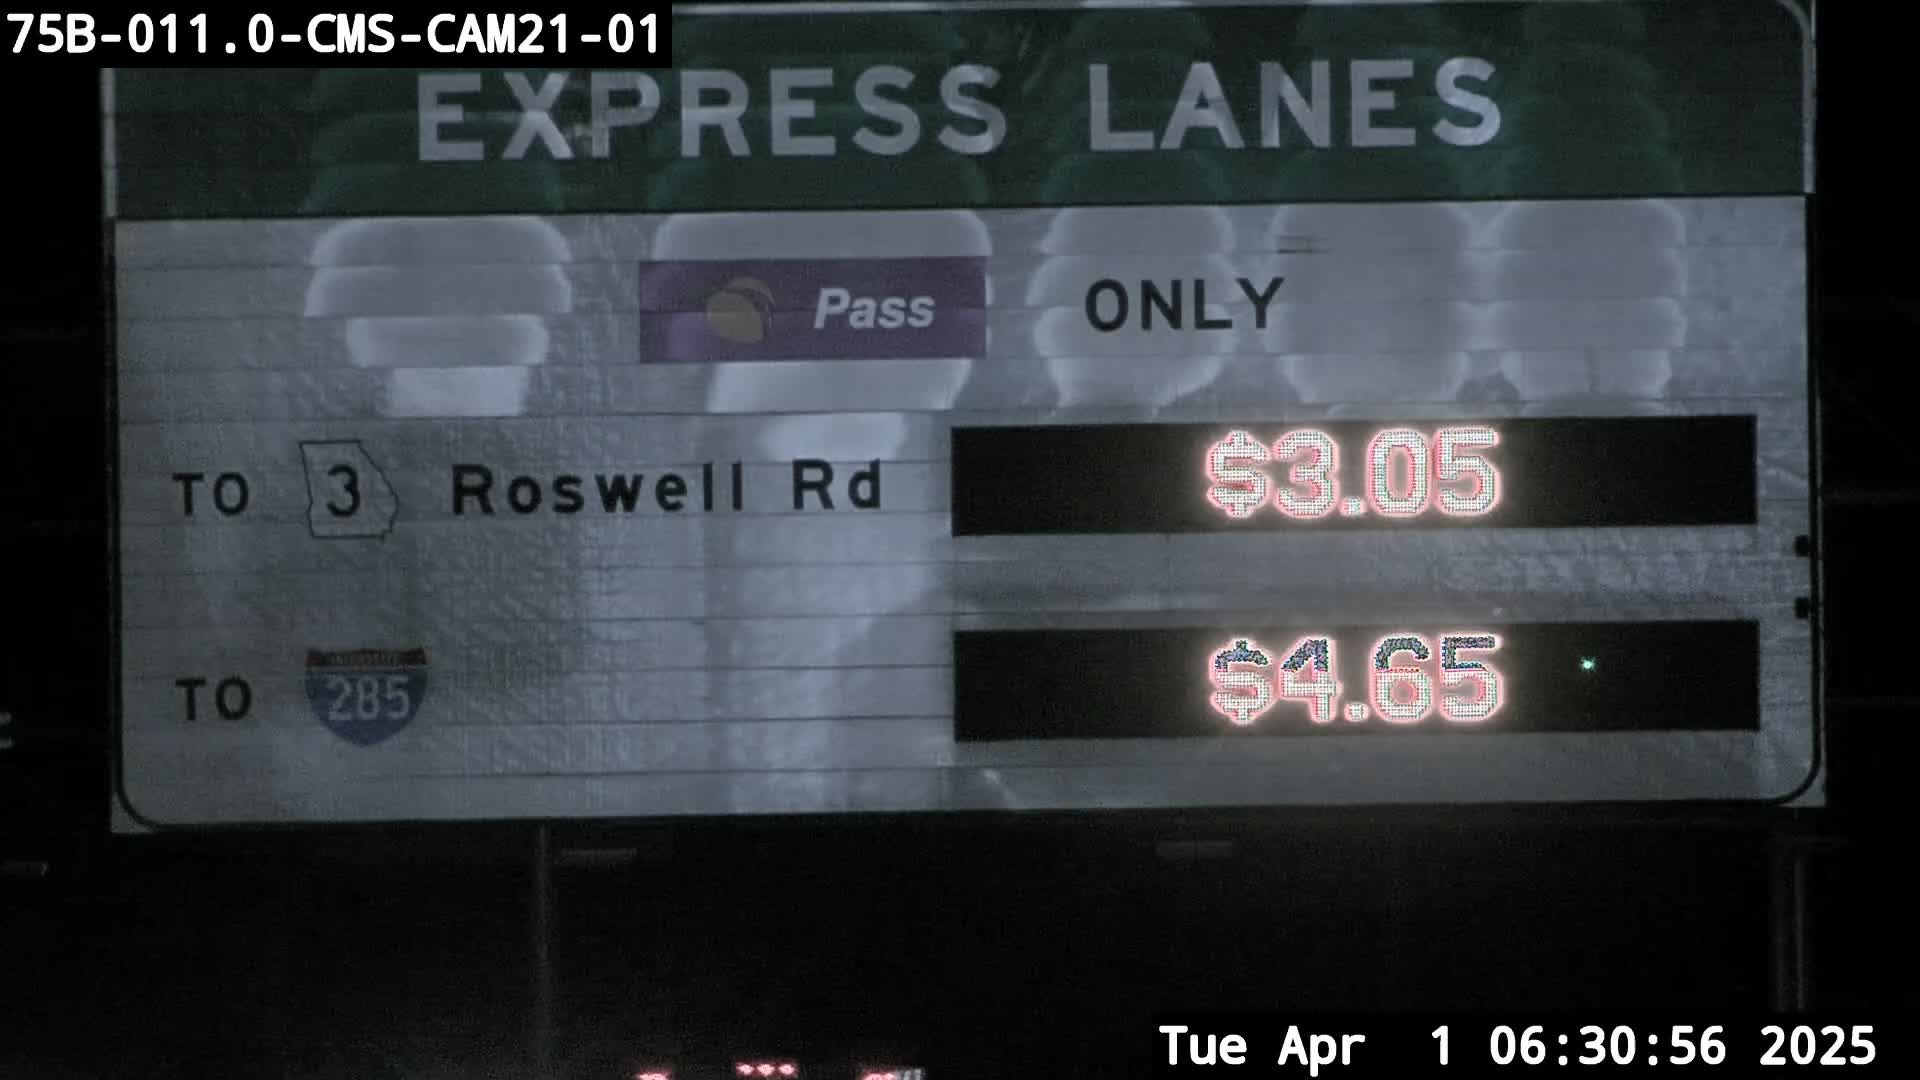 75B-011.0-CMS-CAM21-01
EXPRESS LANES
Pass ONLY
TO 3 Roswell Rd $3.05
INTERSTATE
TO 285 $4.65
Tue Apr 1 06:30:56 2025